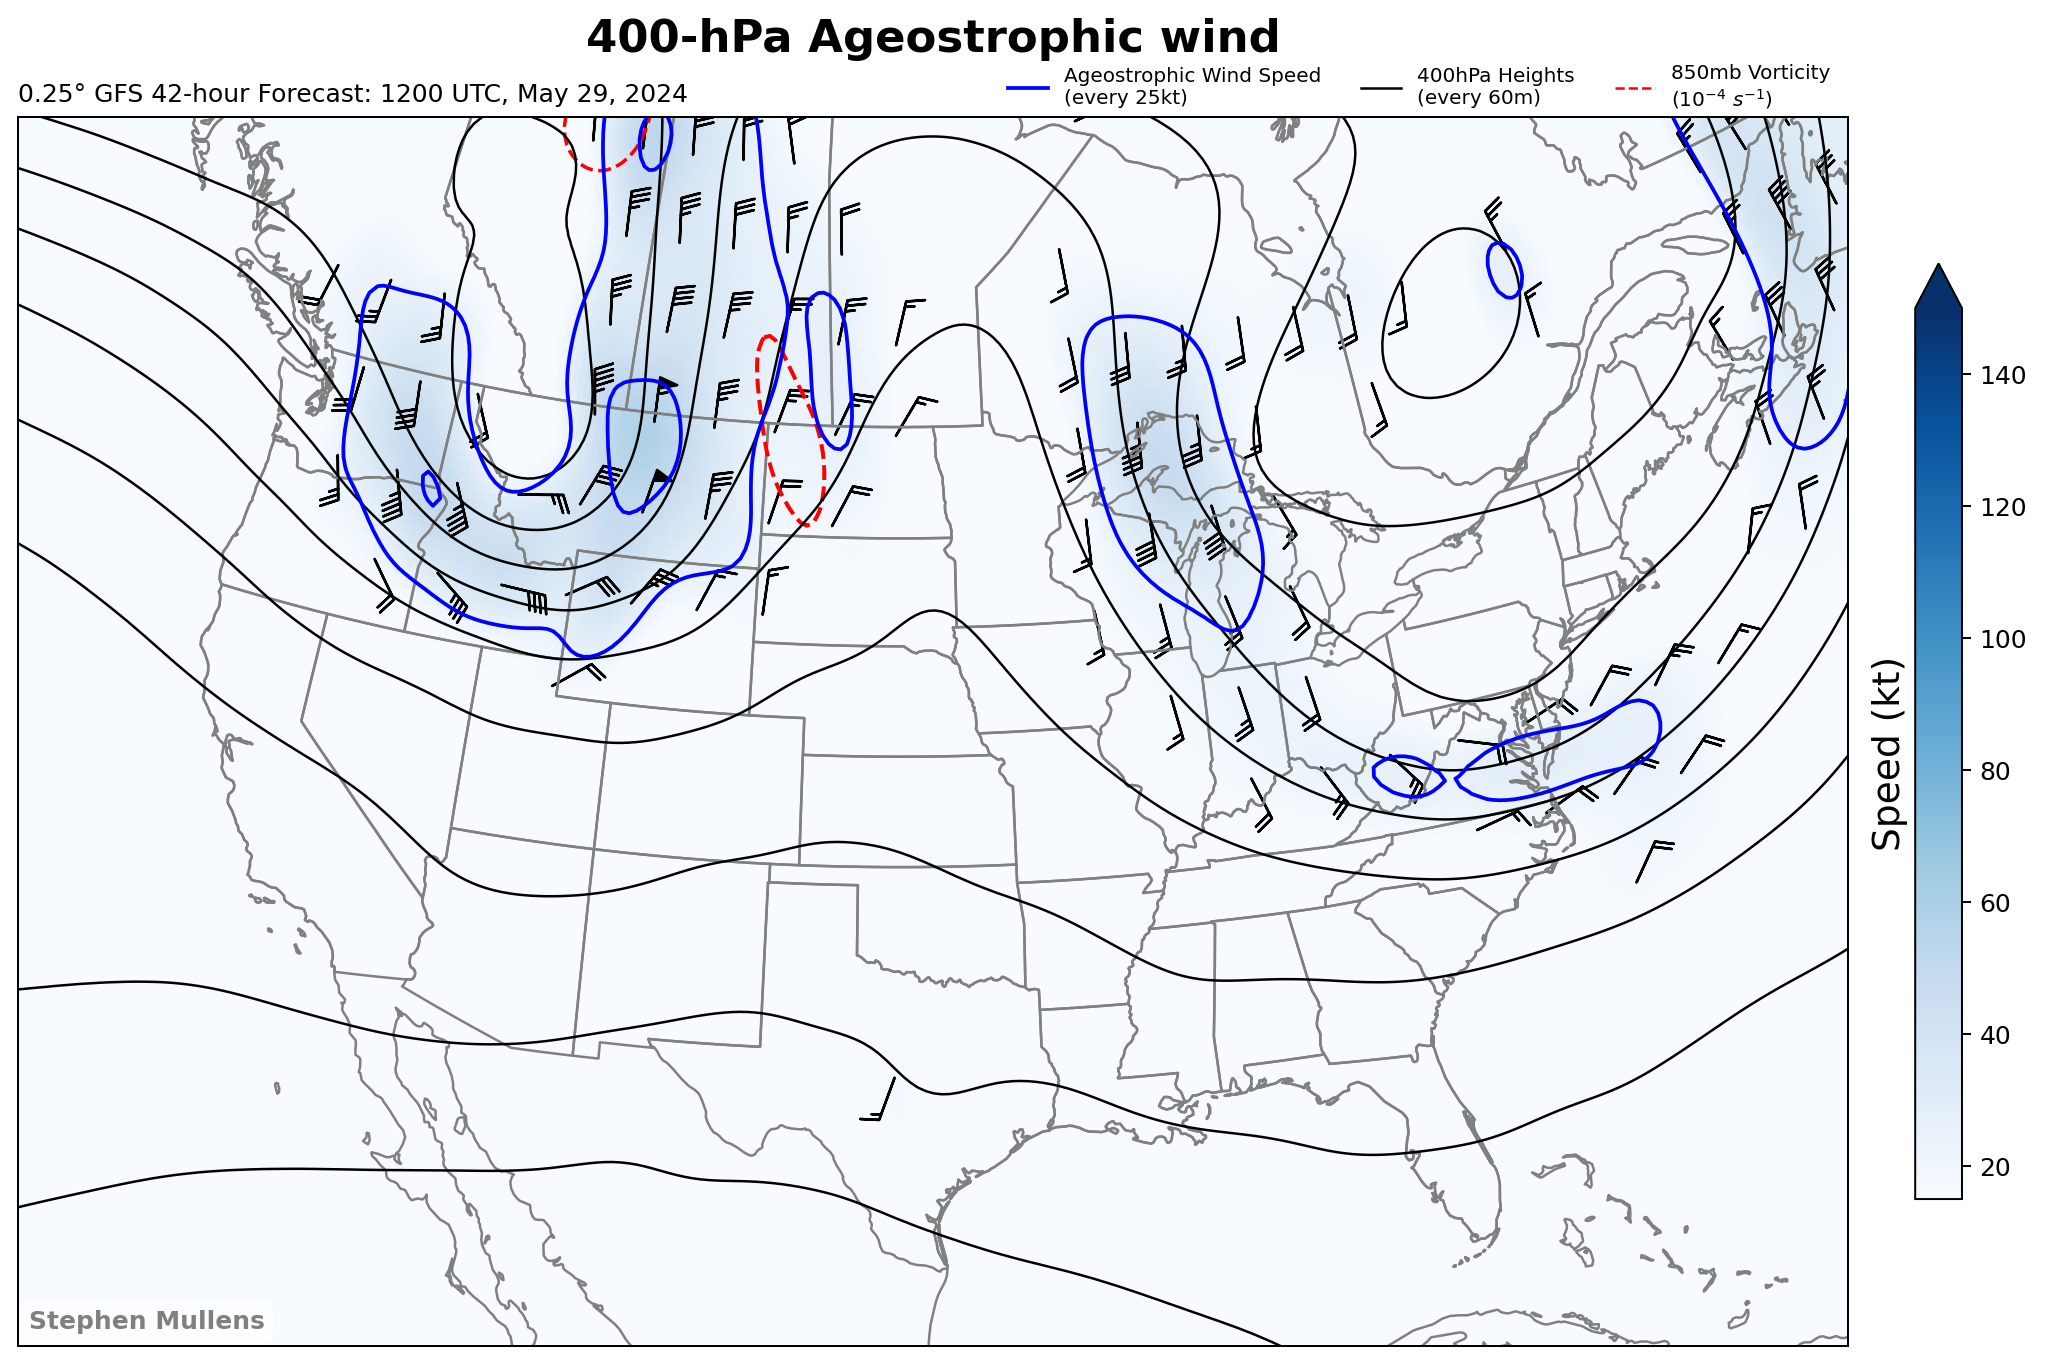 400-hPa Ageostrophic wind
0.25° GFS 42-hour Forecast: 1200 UTC, May 29, 2024
Ageostrophic Wind Speed
(every 25kt)
400hPa Heights
(every 60m)
850mb Vorticity
(10⁻⁴ s⁻¹)
140
120
100
80
60
40
20
Speed (kt)
Stephen Mullens